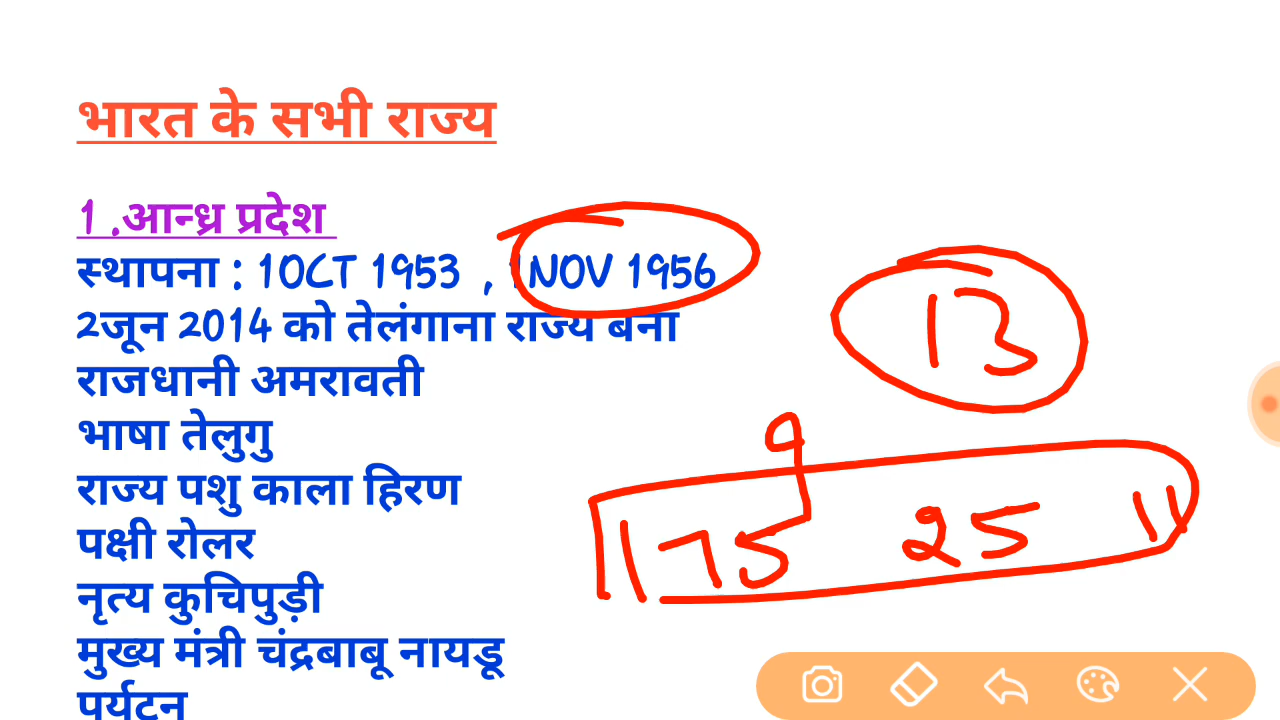 भारत के सभी राज्य
1 .आन्ध्र प्रदेश
स्थापना : 1OCT 1953 , 1NOV 1956
13
2जून 2014 को तेलंगाना राज्य बना
राजधानी अमरावती
भाषा तेलुगु
9
राज्य पशु काला हिरण
175 25 11
पक्षी रोलर
नृत्य कुचिपुड़ी
मुख्य मंत्री चंद्रबाबू नायडू
पर्यटन